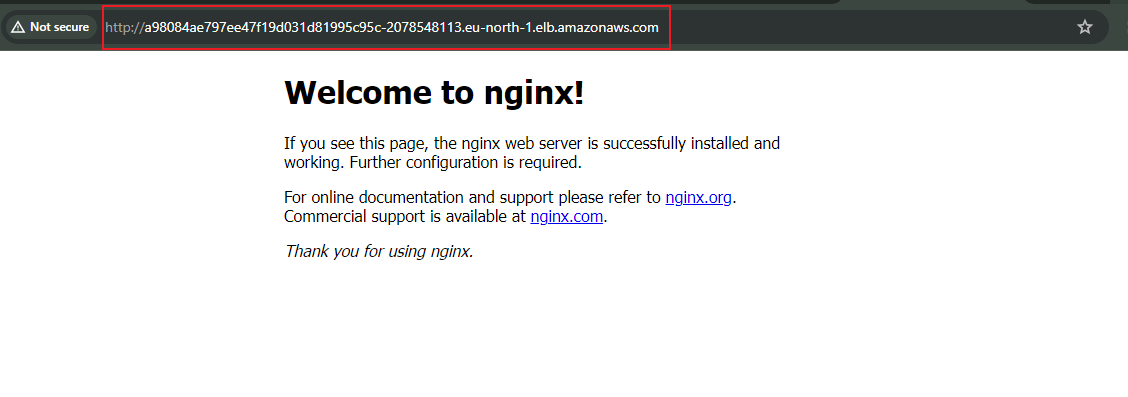 Not secure http://a98084ae797ee47f19d031d81995c95c-2078548113.eu-north-1.elb.amazonaws.com
Welcome to nginx!
If you see this page, the nginx web server is successfully installed and
working. Further configuration is required.
For online documentation and support please refer to nginx.org.
Commercial support is available at nginx.com.
Thank you for using nginx.